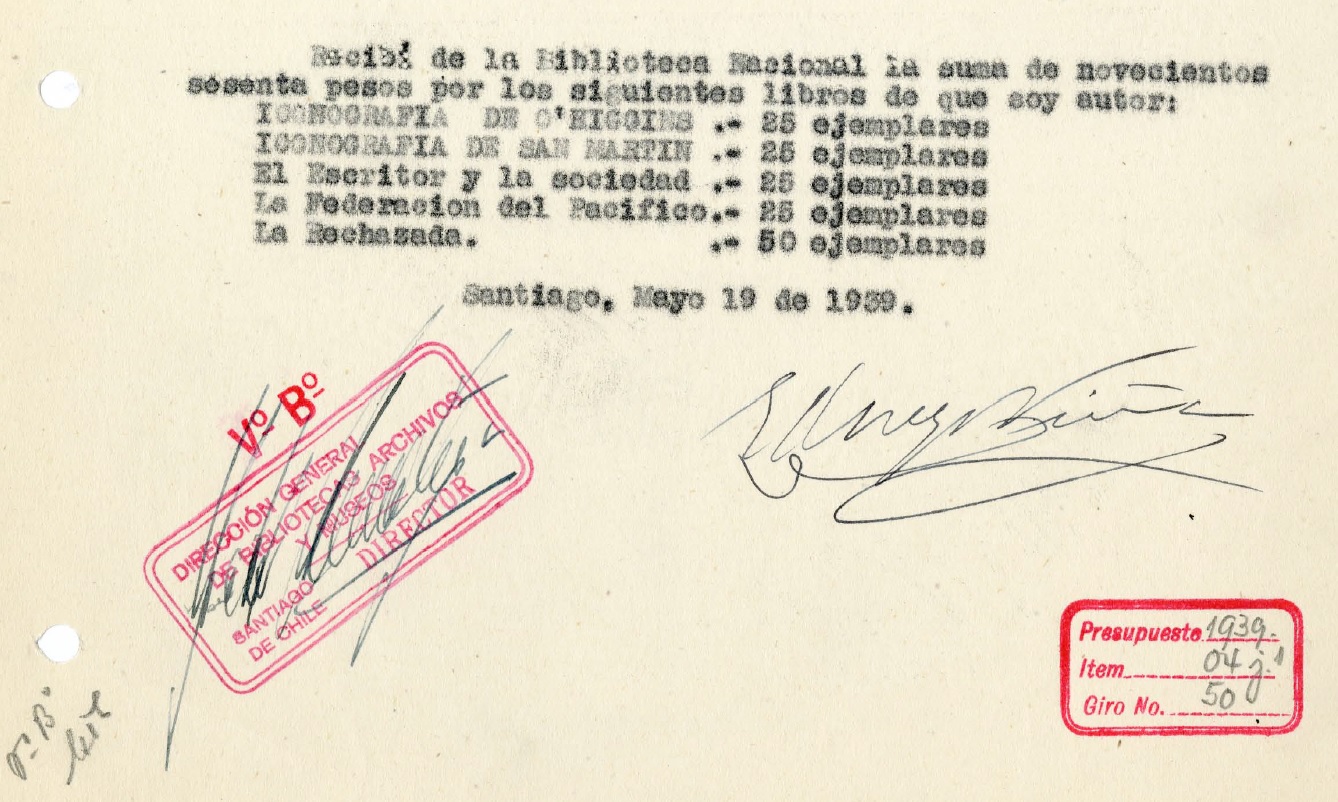 Recibí de la Biblioteca Nacional la suma de novecientos
sesenta pesos por los siguientes libros de que soy autor:
ICONOGRAFIA DE O'HIGGINS .- 25 ejemplares
ICONOGRAFIA DE SAN MARTIN .- 25 ejemplares
El Escritor y la sociedad .- 25 ejemplares
La Federacion del Pacifico.- 25 ejemplares
La Rechazada. .- 50 ejemplares
Santiago, Mayo 19 de 1939.
Vº Bº
DIRECCIÓN GENERAL
DE BIBLIOTECAS ARCHIVOS
Y MUSEOS
DIRECTOR
SANTIAGO
DE CHILE
Presupuesto 1939.
Item 04 j.1
Giro No. 50
Vº Bº